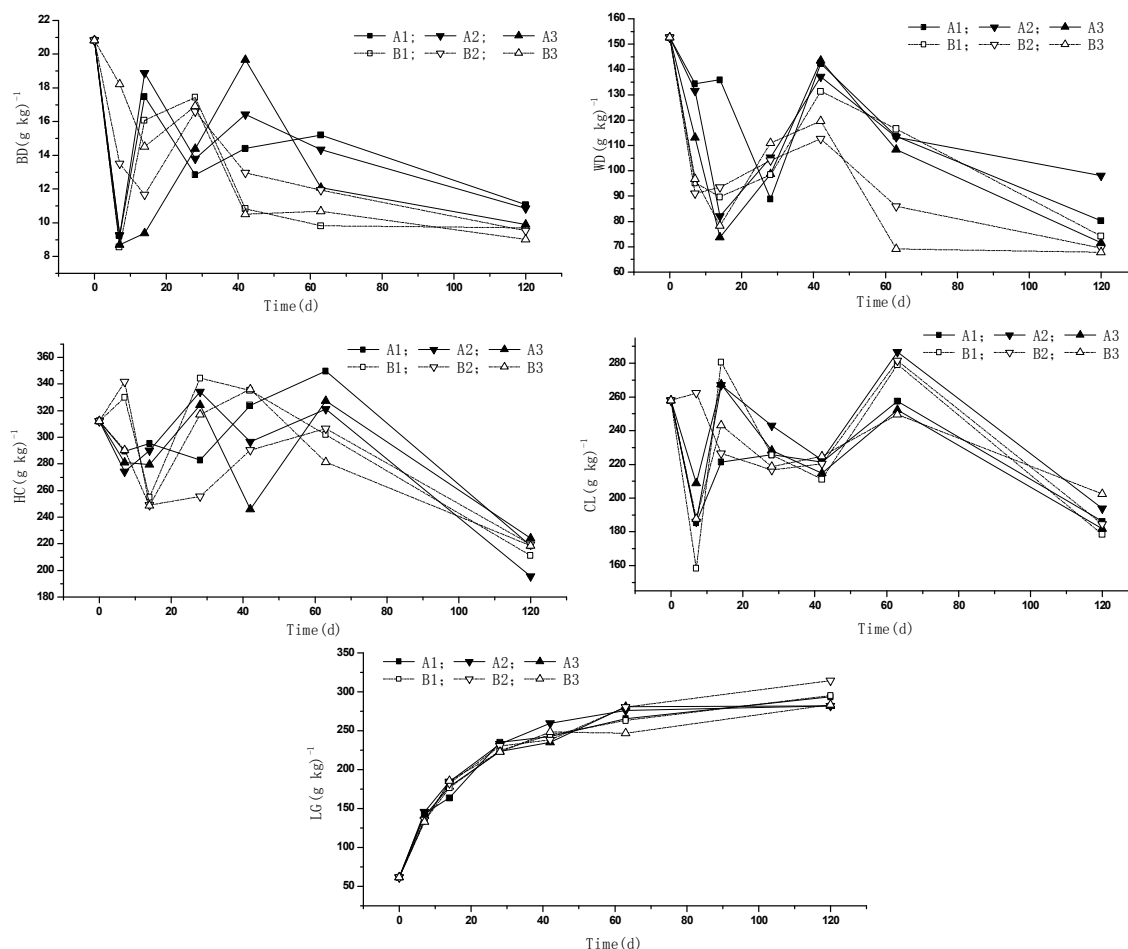 22
20
18
16
14
12
10
8
BD(g kg)⁻¹
A1; A2; A3
B1; B2; B3
0 20 40 60 80 100 120
Time(d)
160
150
140
130
120
110
100
90
80
70
60
WD(g kg)⁻¹
A1; A2; A3
B1; B2; B3
0 20 40 60 80 100 120
Time(d)
360
340
320
300
280
260
240
220
200
180
HC(g kg)⁻¹
A1; A2; A3
B1; B2; B3
0 20 40 60 80 100 120
Time(d)
280
260
240
220
200
180
160
CL(g kg)⁻¹
A1; A2; A3
B1; B2; B3
0 20 40 60 80 100 120
Time(d)
350
300
250
200
150
100
50
LG(g kg)⁻¹
A1; A2; A3
B1; B2; B3
0 20 40 60 80 100 120
Time(d)